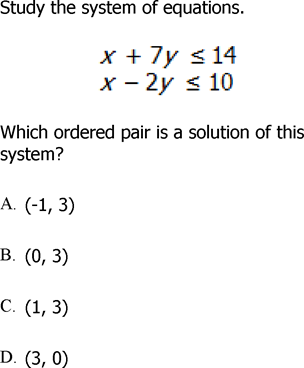 Study the system of equations.
x + 7y ≤ 14
x − 2y ≤ 10
Which ordered pair is a solution of this
system?
A. (-1, 3)
B. (0, 3)
C. (1, 3)
D. (3, 0)